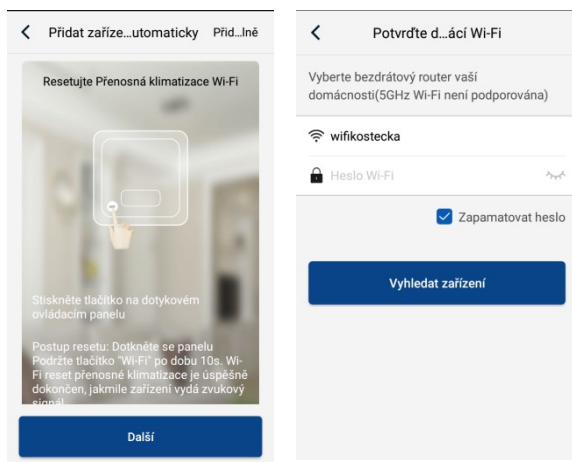 Přidat zaříze...utomaticky
Přid...lně
Resetujte Přenosná klimatizace Wi-Fi
Stiskněte tlačítko na dotykovém
ovládacím panelu
Postup resetu: Dotkněte se panelu
Podržte tlačítko "Wi-Fi" po dobu 10s. Wi-
Fi reset přenosné klimatizace je úspěšně
dokončen, jakmile zařízení vydá zvukový
signál
Další
Potvrďte d...ácí Wi-Fi
Vyberte bezdrátový router vaší
domácnosti(5GHz Wi-Fi není podporována)
wifikostecka
Heslo Wi-Fi
Zapamatovat heslo
Vyhledat zařízení